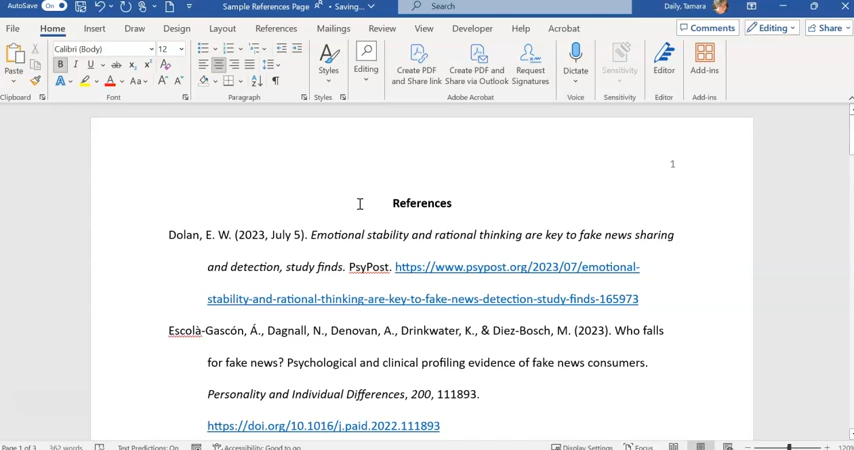 AutoSave On Sample References Page • Saving... Search Daily, Tamara
File Home Insert Draw Design Layout References Mailings Review View Developer Help Acrobat Comments Editing Share
Calibri (Body) 12
Paste B I U ab x₂ x² A Styles Editing Create PDF and Share link Create PDF and Share via Outlook Request Signatures Dictate Sensitivity Editor Add-ins
A A Aa A A
Clipboard Font Paragraph Styles Adobe Acrobat Voice Sensitivity Editor Add-ins
1
References
Dolan, E. W. (2023, July 5). Emotional stability and rational thinking are key to fake news sharing
and detection, study finds. PsyPost. https://www.psypost.org/2023/07/emotional-
stability-and-rational-thinking-are-key-to-fake-news-detection-study-finds-165973
Escolà-Gascón, Á., Dagnall, N., Denovan, A., Drinkwater, K., & Diez-Bosch, M. (2023). Who falls
for fake news? Psychological and clinical profiling evidence of fake news consumers.
Personality and Individual Differences, 200, 111893.
https://doi.org/10.1016/j.paid.2022.111893
Page 1 of 3 362 words Text Predictions: On Accessibility: Good to go Display Settings Focus 120%